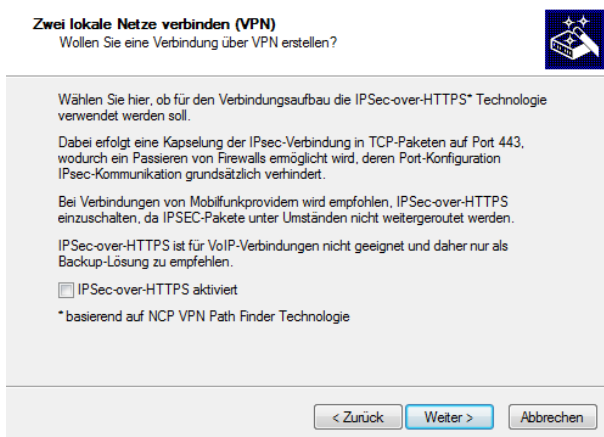 Zwei lokale Netze verbinden (VPN)
Wollen Sie eine Verbindung über VPN erstellen?
Wählen Sie hier, ob für den Verbindungsaufbau die IPSec-over-HTTPS* Technologie
verwendet werden soll.
Dabei erfolgt eine Kapselung der IPsec-Verbindung in TCP-Paketen auf Port 443,
wodurch ein Passieren von Firewalls ermöglicht wird, deren Port-Konfiguration
IPsec-Kommunikation grundsätzlich verhindert.
Bei Verbindungen von Mobilfunkprovidern wird empfohlen, IPSec-over-HTTPS
einzuschalten, da IPSEC-Pakete unter Umständen nicht weitergeroutet werden.
IPSec-over-HTTPS ist für VoIP-Verbindungen nicht geeignet und daher nur als
Backup-Lösung zu empfehlen.
IPSec-over-HTTPS aktiviert
* basierend auf NCP VPN Path Finder Technologie
< Zurück Weiter > Abbrechen